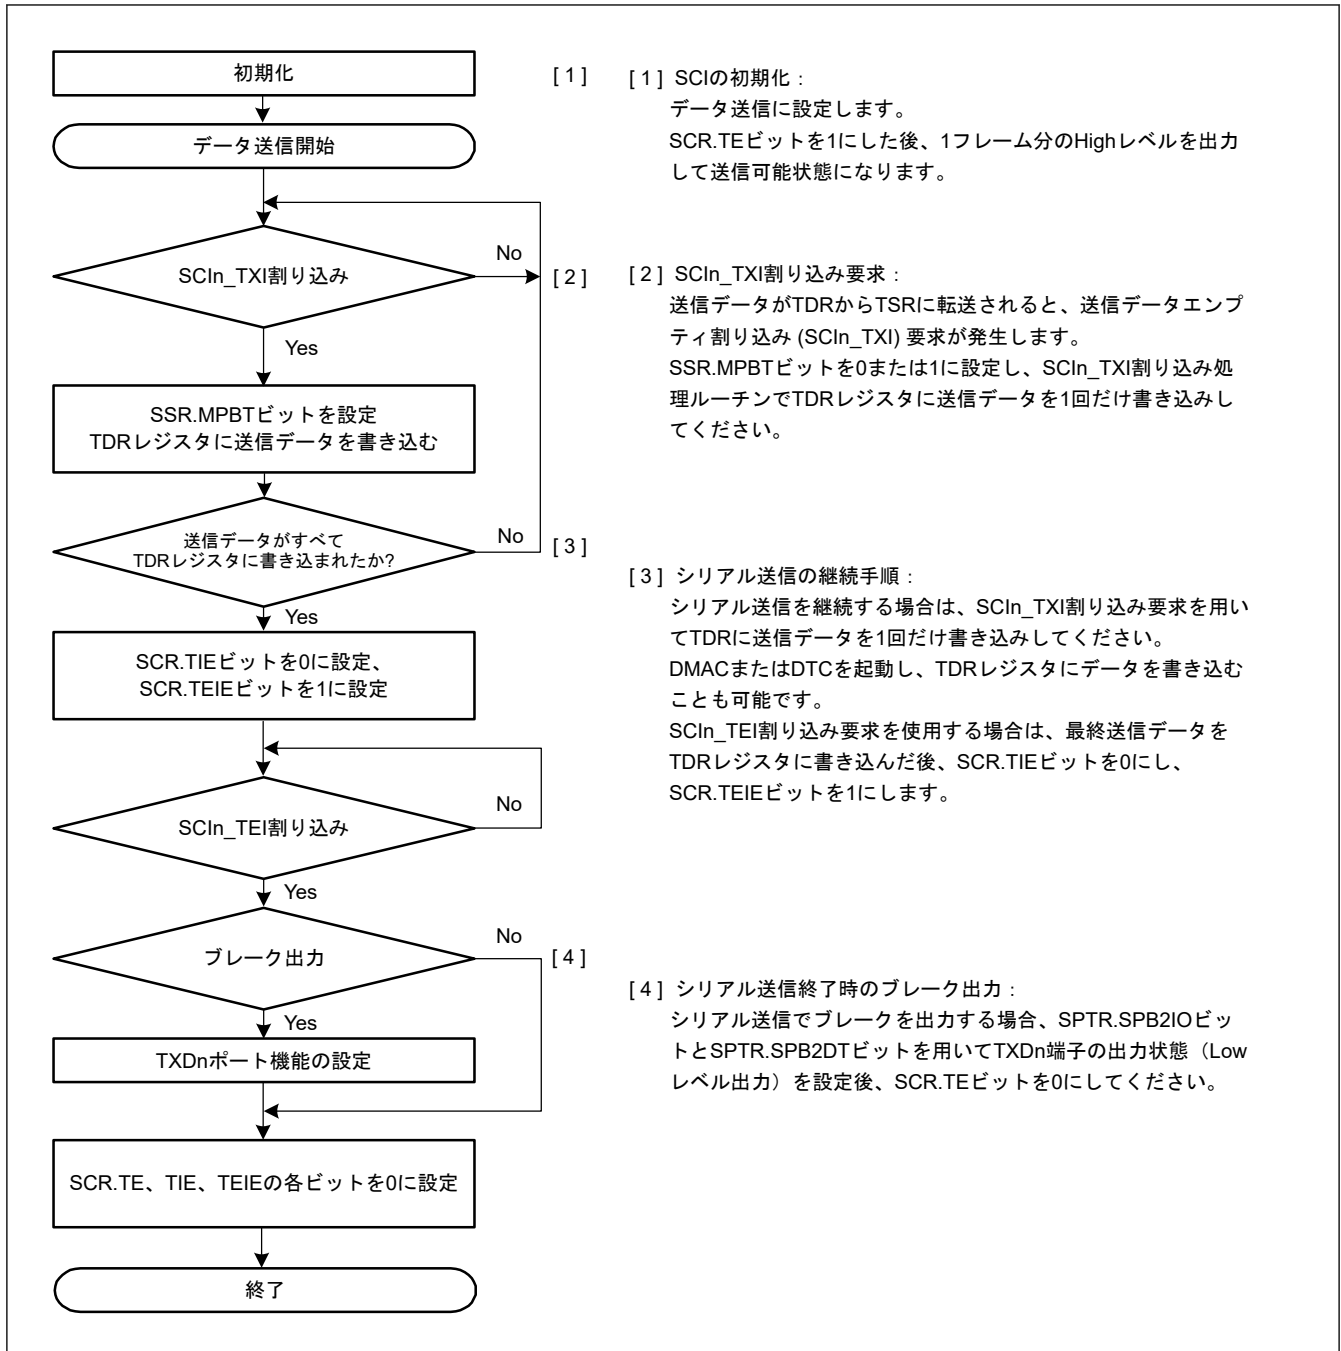 初期化
[ 1 ]
データ送信開始
SCIn_TXI割り込み
No
[ 2 ]
Yes
SSR.MPBTビットを設定
TDRレジスタに送信データを書き込む
送信データがすべて
TDRレジスタに書き込まれたか?
No
[ 3 ]
Yes
SCR.TIEビットを0に設定、
SCR.TEIEビットを1に設定
SCIn_TEI割り込み
No
Yes
ブレーク出力
No
[ 4 ]
Yes
TXDnポート機能の設定
SCR.TE、TIE、TEIEの各ビットを0に設定
終了
[ 1 ] SCIの初期化：
データ送信に設定します。
SCR.TEビットを1にした後、1フレーム分のHighレベルを出力
して送信可能状態になります。
[ 2 ] SCIn_TXI割り込み要求：
送信データがTDRからTSRに転送されると、送信データエンプ
ティ割り込み (SCIn_TXI) 要求が発生します。
SSR.MPBTビットを0または1に設定し、SCIn_TXI割り込み処
理ルーチンでTDRレジスタに送信データを1回だけ書き込みし
てください。
[ 3 ] シリアル送信の継続手順：
シリアル送信を継続する場合は、SCIn_TXI割り込み要求を用い
てTDRに送信データを1回だけ書き込みしてください。
DMACまたはDTCを起動し、TDRレジスタにデータを書き込む
ことも可能です。
SCIn_TEI割り込み要求を使用する場合は、最終送信データを
TDRレジスタに書き込んだ後、SCR.TIEビットを0にし、
SCR.TEIEビットを1にします。
[ 4 ] シリアル送信終了時のブレーク出力：
シリアル送信でブレークを出力する場合、SPTR.SPB2IOビッ
トとSPTR.SPB2DTビットを用いてTXDn端子の出力状態（Low
レベル出力）を設定後、SCR.TEビットを0にしてください。